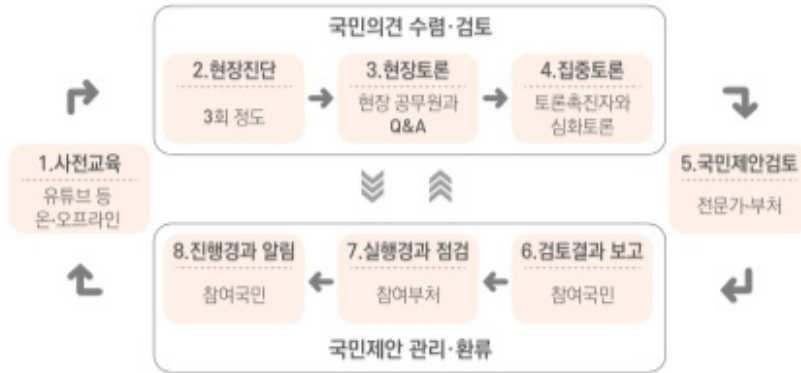 국민의견 수렴·검토
1.사전교육
유튜브 등
온·오프라인
2.현장진단
3회 정도
3.현장토론
현장 공무원과
Q&A
4.집중토론
토론촉진자와
심화토론
5.국민제안검토
전문가·부처
6.검토결과 보고
참여국민
7.실행경과 점검
참여부처
8.진행경과 알림
참여국민
국민제안 관리·환류